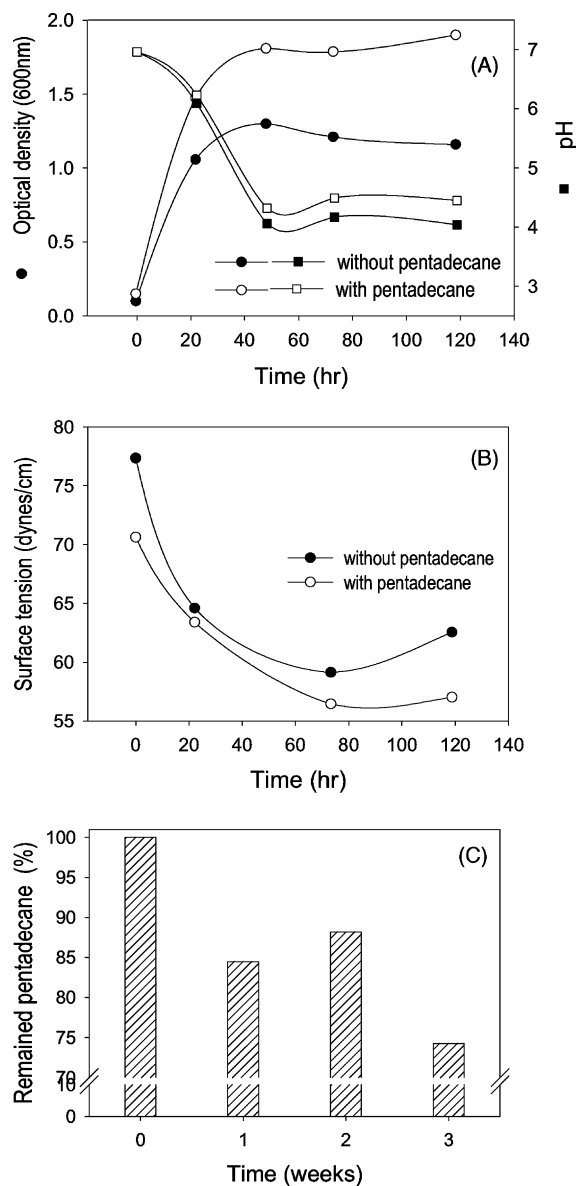 (A)
● Optical density (600nm)
2.0
1.5
1.0
0.5
0.0
7
6
5
4
3
pH ■
without pentadecane
with pentadecane
0 20 40 60 80 100 120 140
Time (hr)
(B)
Surface tension (dynes/cm)
80
75
70
65
60
55
without pentadecane
with pentadecane
0 20 40 60 80 100 120 140
Time (hr)
(C)
Remained pentadecane (%)
100
95
90
85
80
75
70
10
0
0 1 2 3
Time (weeks)